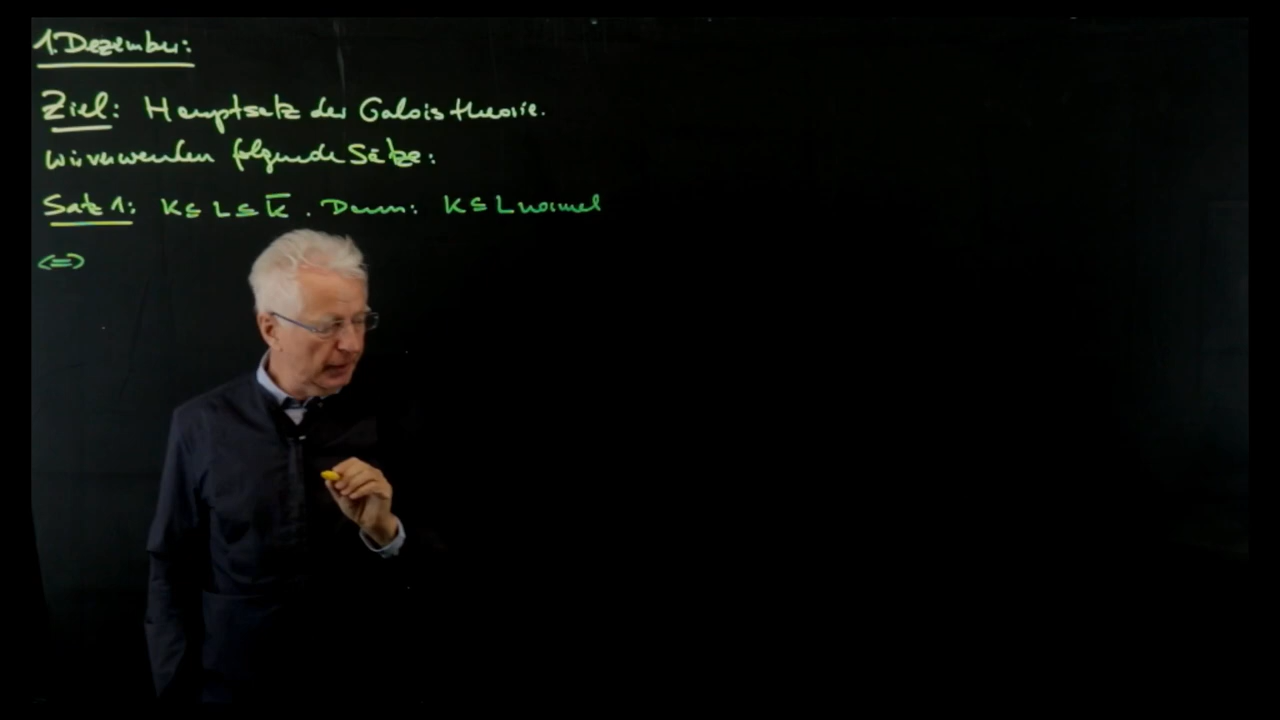 1. Dezember:
Ziel: Hauptsatz der Galoistheorie.
Wir verwenden folgende Sätze:
Satz 1: K ⊆ L ⊆ K̅. Dann: K ⊆ L normal
⟺